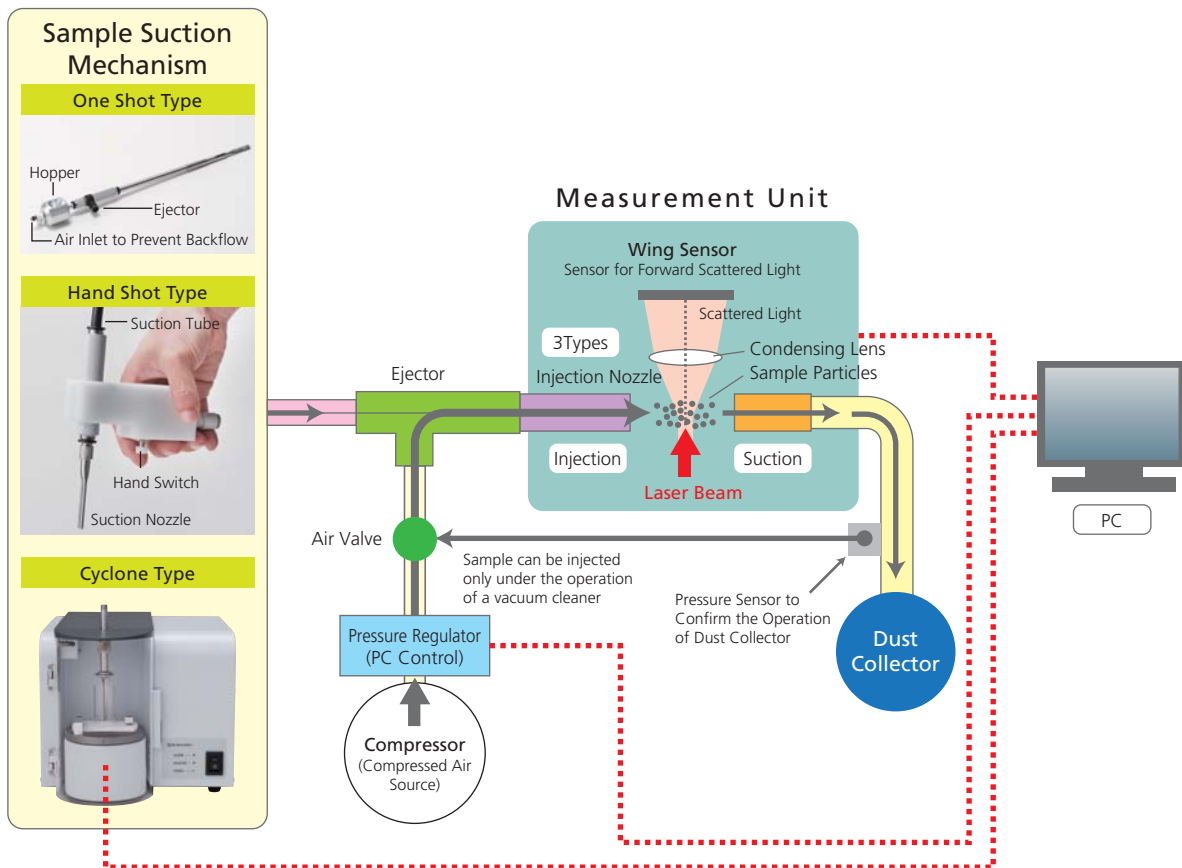 Sample Suction
Mechanism
One Shot Type
Hopper
Ejector
Air Inlet to Prevent Backflow
Hand Shot Type
Suction Tube
Hand Switch
Suction Nozzle
Cyclone Type
Measurement Unit
Wing Sensor
Sensor for Forward Scattered Light
Scattered Light
3Types
Condensing Lens
Ejector
Injection Nozzle
Sample Particles
Injection
Suction
Laser Beam
PC
Air Valve
Sample can be injected
only under the operation
of a vacuum cleaner
Pressure Sensor to
Confirm the Operation
of Dust Collector
Pressure Regulator
(PC Control)
Dust
Collector
Compressor
(Compressed Air
Source)